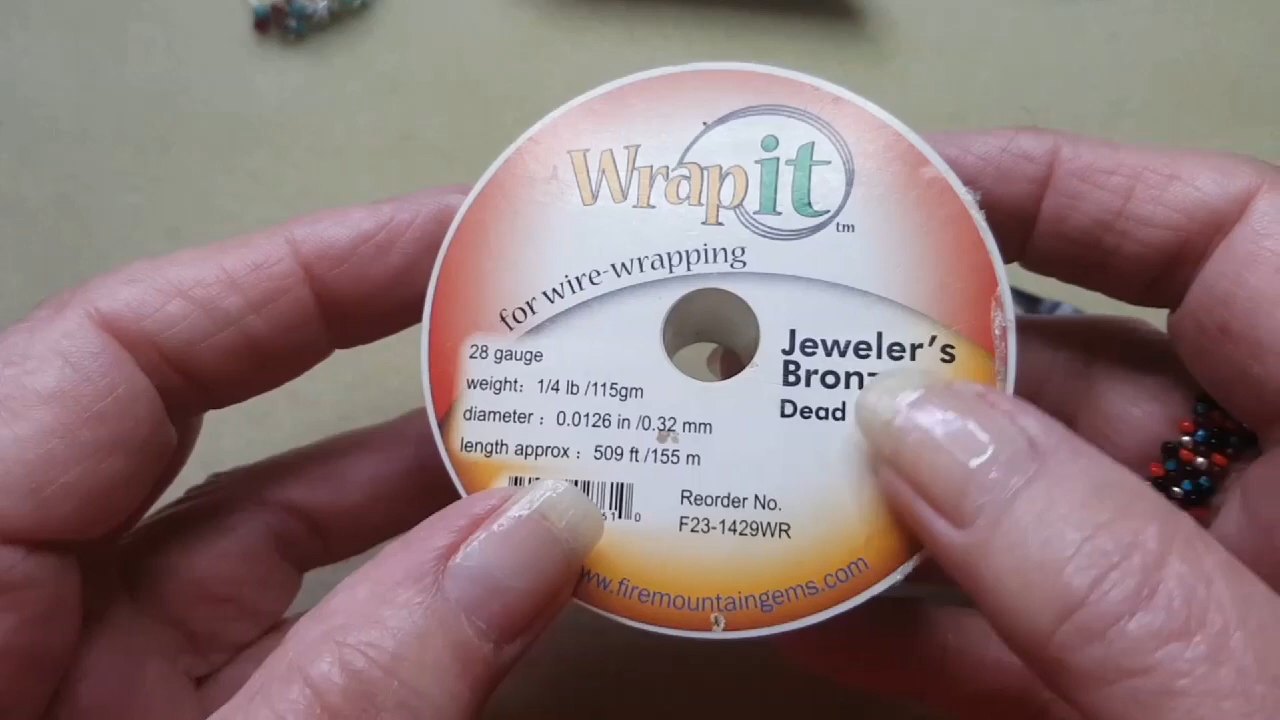 Wrapit
tm
for wire-wrapping
28 gauge
weight: 1/4 lb /115gm
diameter : 0.0126 in /0.32 mm
length approx : 509 ft /155 m
Jeweler's
Dead
Reorder No.
F23-1429WR
www.firemountaingems.com